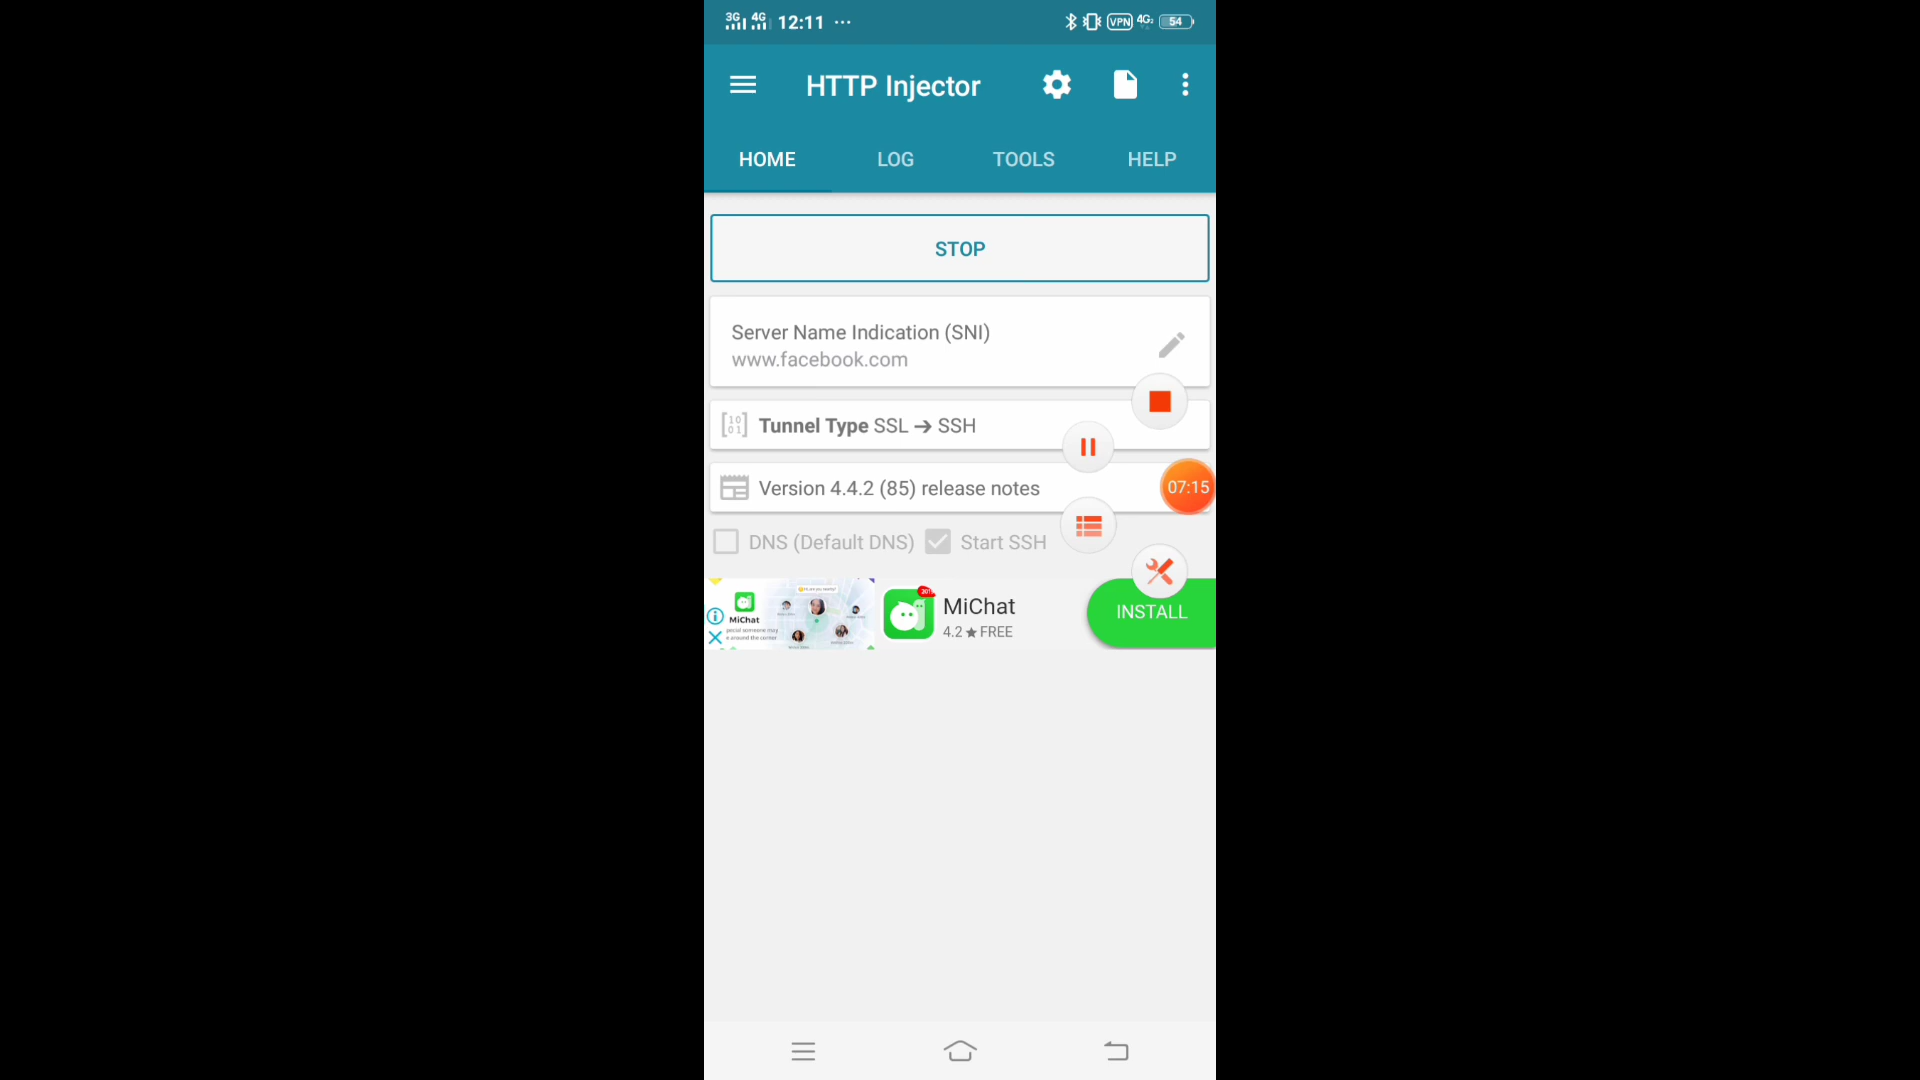 3G 4G 12:11 ... VPN 4G2 54
HTTP Injector
HOME LOG TOOLS HELP
STOP
Server Name Indication (SNI)
www.facebook.com
Tunnel Type SSL → SSH
07:15
Version 4.4.2 (85) release notes
DNS (Default DNS) Start SSH
MiChat
MiChat
4.2 ★ FREE
INSTALL